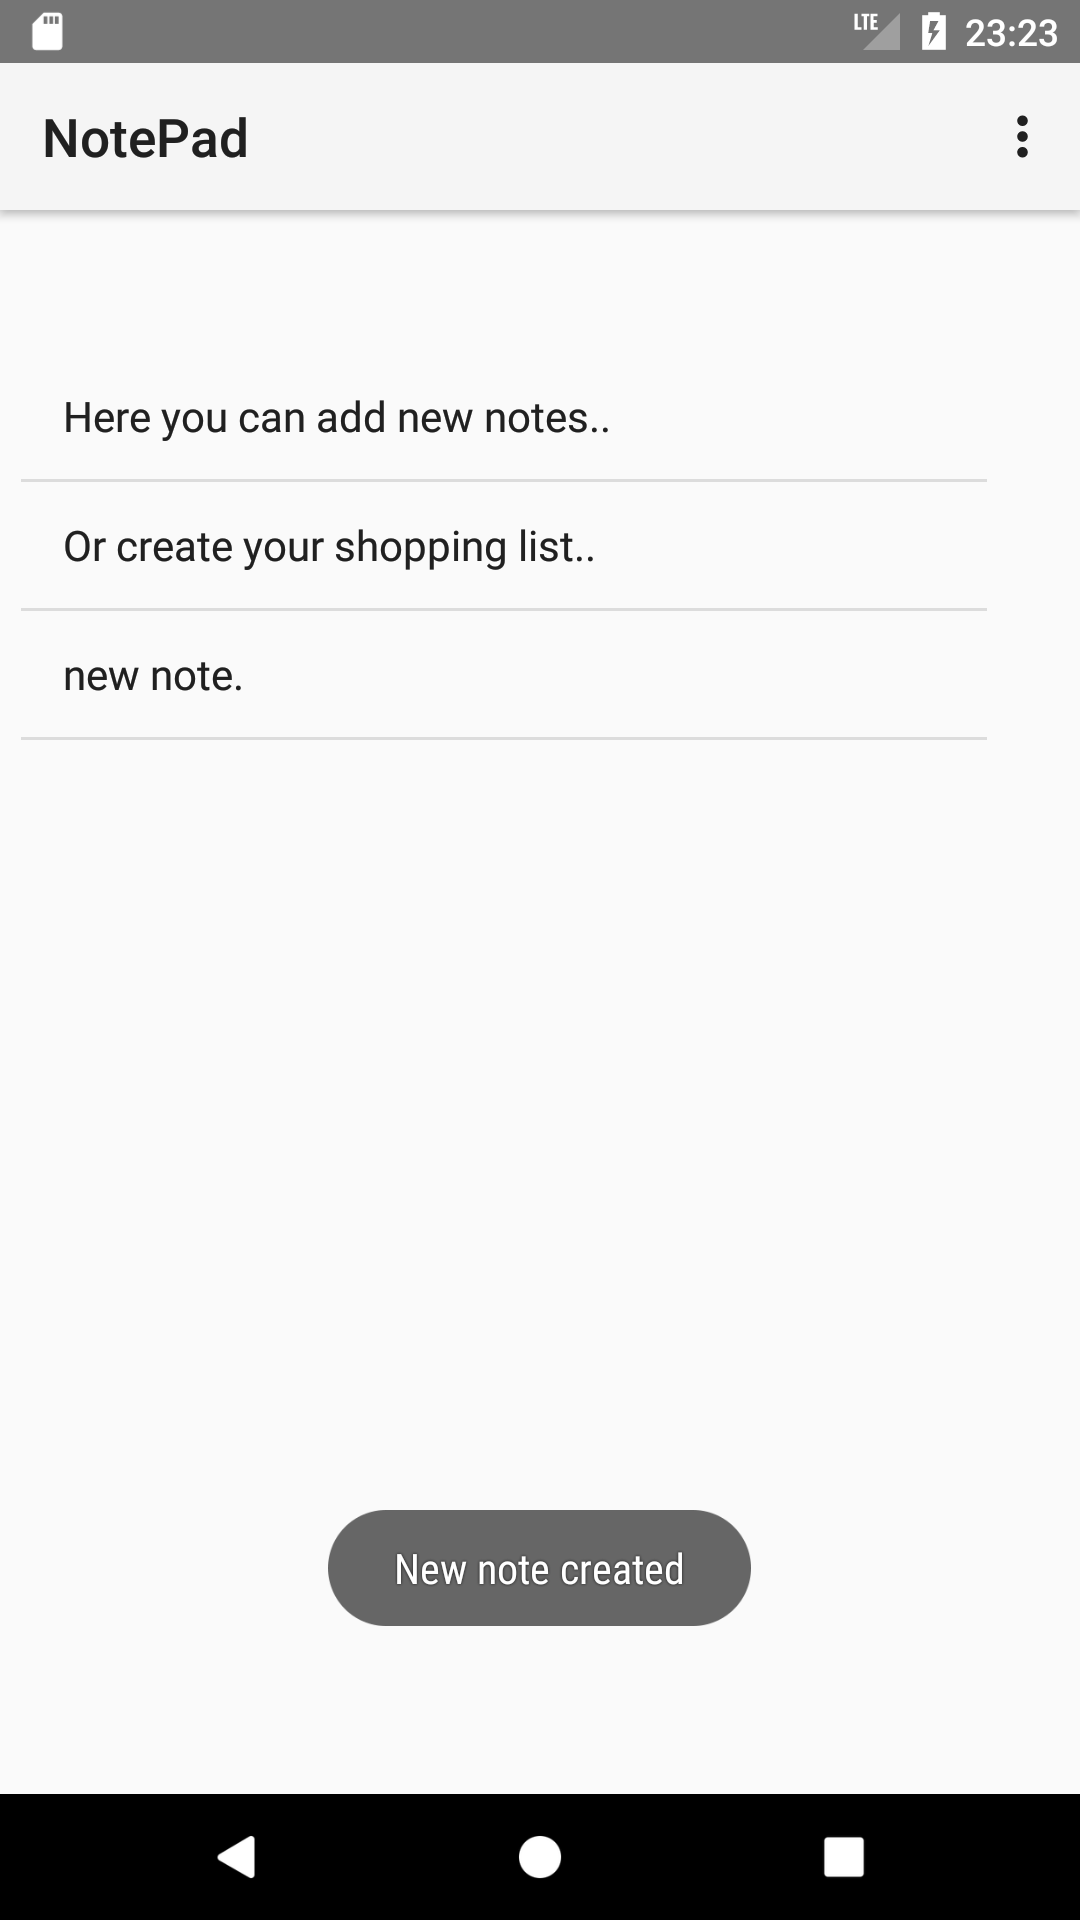 LTE 23:23
NotePad
Here you can add new notes..
Or create your shopping list..
new note.
New note created